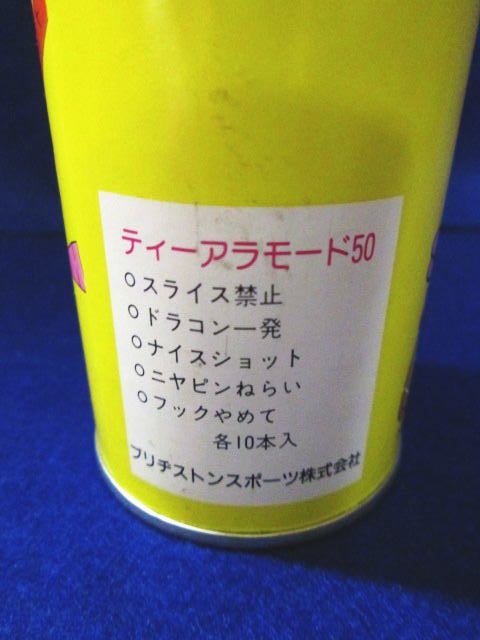 ティーアラモード50
○スライス禁止
○ドラコン一発
○ナイスショット
○ニヤピンねらい
○フックやめて
各10本入
ブリヂストンスポーツ株式会社